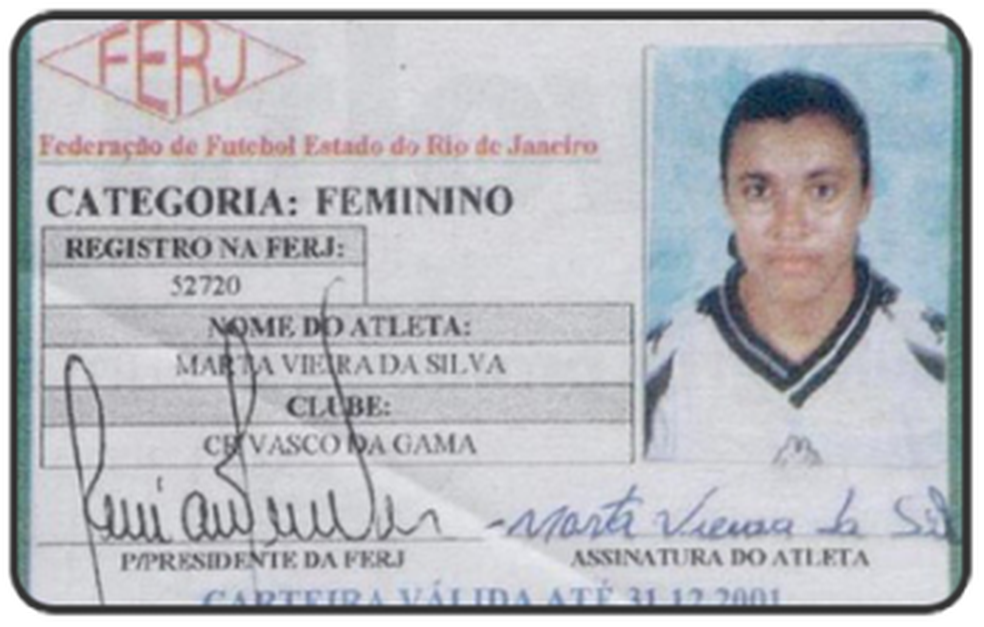 FERJ
Federação de Futebol Estado do Rio de Janeiro
CATEGORIA: FEMININO
REGISTRO NA FERJ:
52720
NOME DO ATLETA:
MARTA VIEIRA DA SILVA
CLUBE:
CR VASCO DA GAMA
Marta Vieira da Sil
P/PRESIDENTE DA FERJ
ASSINATURA DO ATLETA
CARTEIRA VÁLIDA ATÉ 31.12.2001